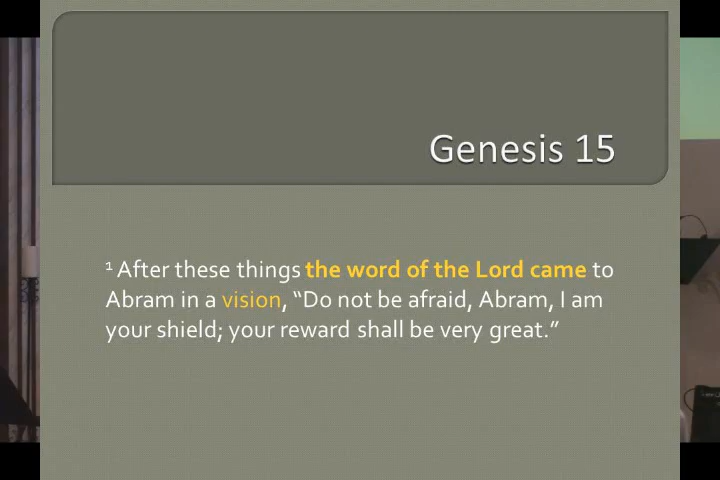 Genesis 15
¹ After these things the word of the Lord came to
Abram in a vision, “Do not be afraid, Abram, I am
your shield; your reward shall be very great.”